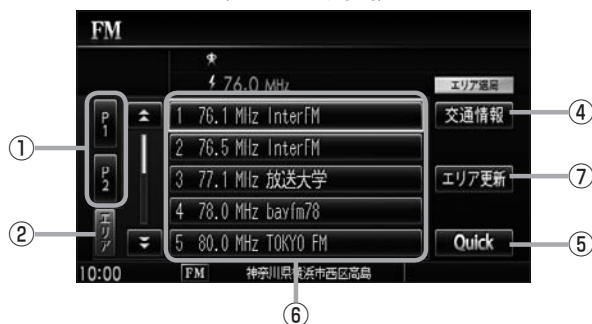 FM
76.0 MHz
エリア選局
P1
1 76.1 MHz InterFM
交通情報
④
①
2 76.5 MHz InterFM
P2
3 77.1 MHz 放送大学
エリア更新
⑦
②
エリア
4 78.0 MHz bayfm78
5 80.0 MHz TOKYO FM
Quick
⑤
10:00
FM
神奈川県横浜市西区高島
⑥